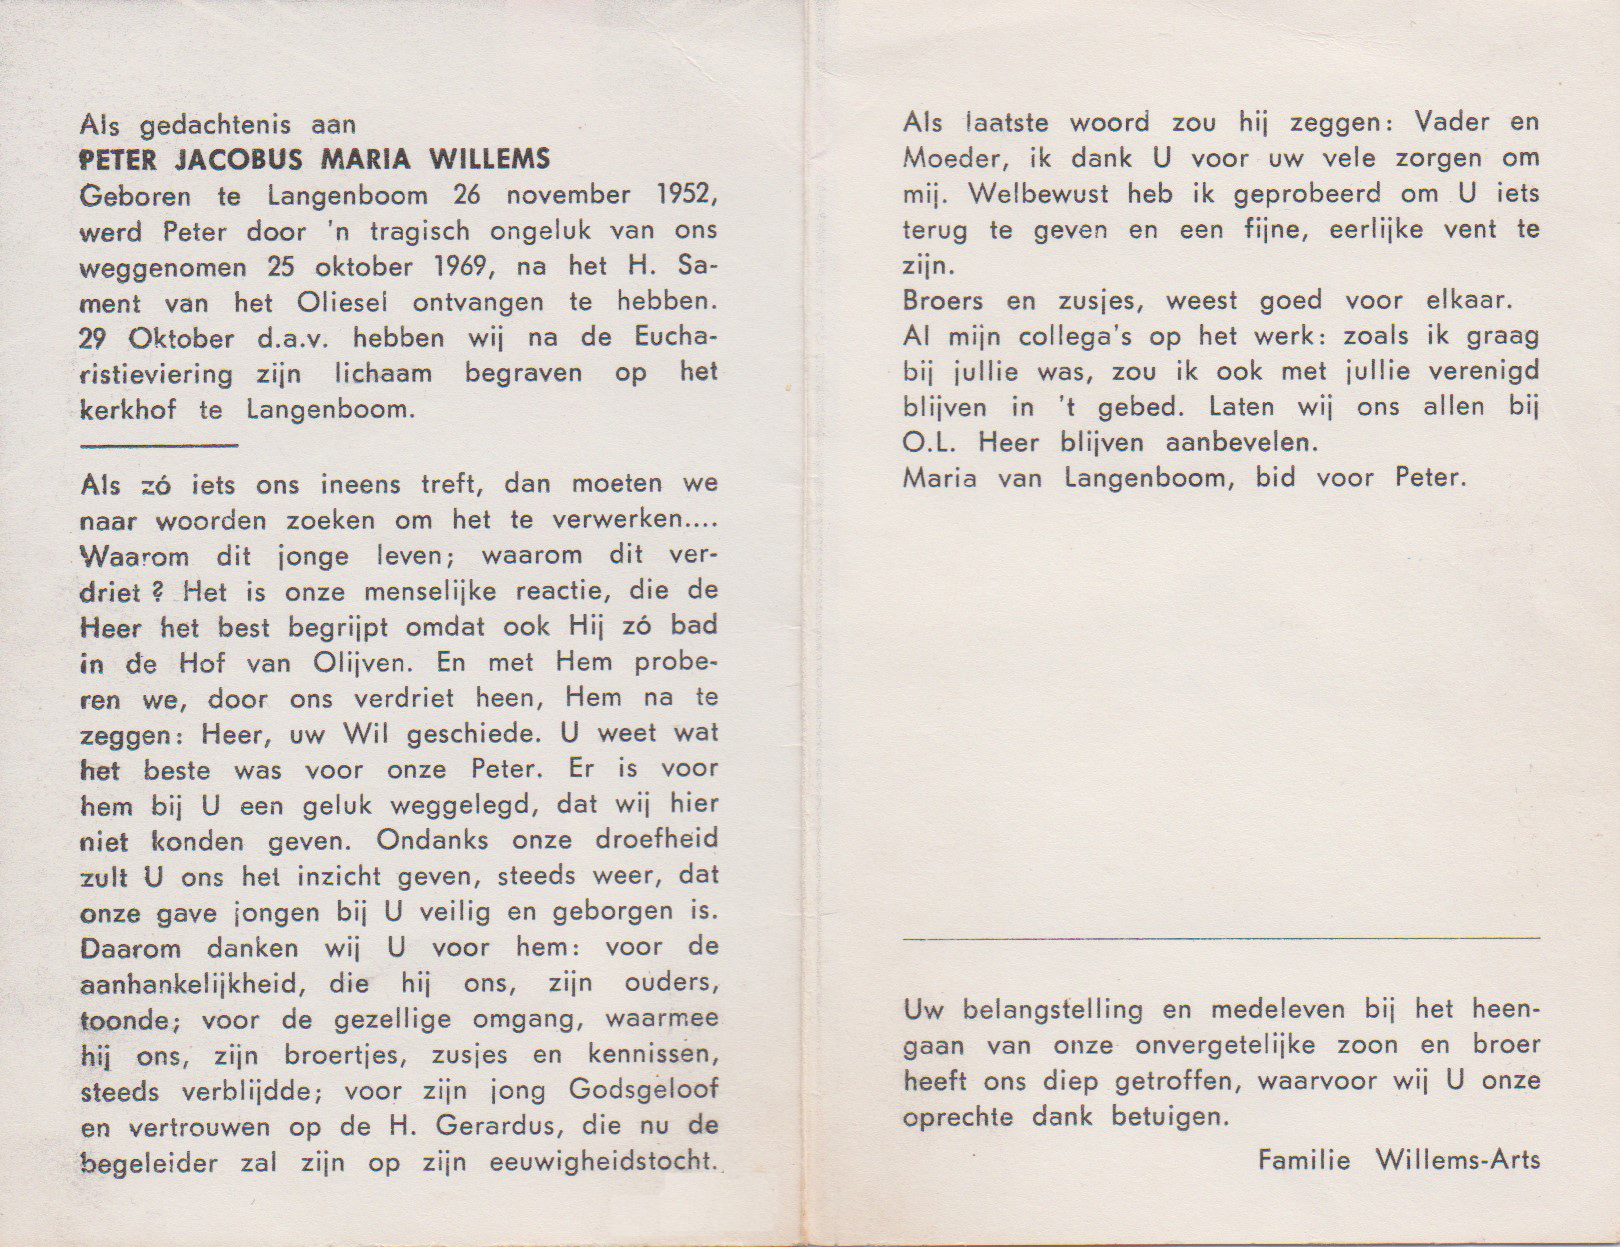 Als gedachtenis aan
PETER JACOBUS MARIA WILLEMS
Geboren te Langenboom 26 november 1952,
werd Peter door 'n tragisch ongeluk van ons
weggenomen 25 oktober 1969, na het H. Sa-
ment van het Oliesel ontvangen te hebben.
29 Oktober d.a.v. hebben wij na de Eucha-
ristieviering zijn lichaam begraven op het
kerkhof te Langenboom.
Als zó iets ons ineens treft, dan moeten we
naar woorden zoeken om het te verwerken....
Waarom dit jonge leven; waarom dit ver-
driet? Het is onze menselijke reactie, die de
Heer het best begrijpt omdat ook Hij zó bad
in de Hof van Olijven. En met Hem probe-
ren we, door ons verdriet heen, Hem na te
zeggen: Heer, uw Wil geschiede. U weet wat
het beste was voor onze Peter. Er is voor
hem bij U een geluk weggelegd, dat wij hier
niet konden geven. Ondanks onze droefheid
zult U ons het inzicht geven, steeds weer, dat
onze gave jongen bij U veilig en geborgen is.
Daarom danken wij U voor hem: voor de
aanhankelijkheid, die hij ons, zijn ouders,
toonde; voor de gezellige omgang, waarmee
hij ons, zijn broertjes, zusjes en kennissen,
steeds verblijdde; voor zijn jong Godsgeloof
en vertrouwen op de H. Gerardus, die nu de
begeleider zal zijn op zijn eeuwigheidstocht.
Als laatste woord zou hij zeggen: Vader en
Moeder, ik dank U voor uw vele zorgen om
mij. Welbewust heb ik geprobeerd om U iets
terug te geven en een fijne, eerlijke vent te
zijn.
Broers en zusjes, weest goed voor elkaar.
Al mijn collega's op het werk: zoals ik graag
bij jullie was, zou ik ook met jullie verenigd
blijven in 't gebed. Laten wij ons allen bij
O.L. Heer blijven aanbevelen.
Maria van Langenboom, bid voor Peter.
Uw belangstelling en medeleven bij het heen-
gaan van onze onvergetelijke zoon en broer
heeft ons diep getroffen, waarvoor wij U onze
oprechte dank betuigen.
Familie Willems-Arts